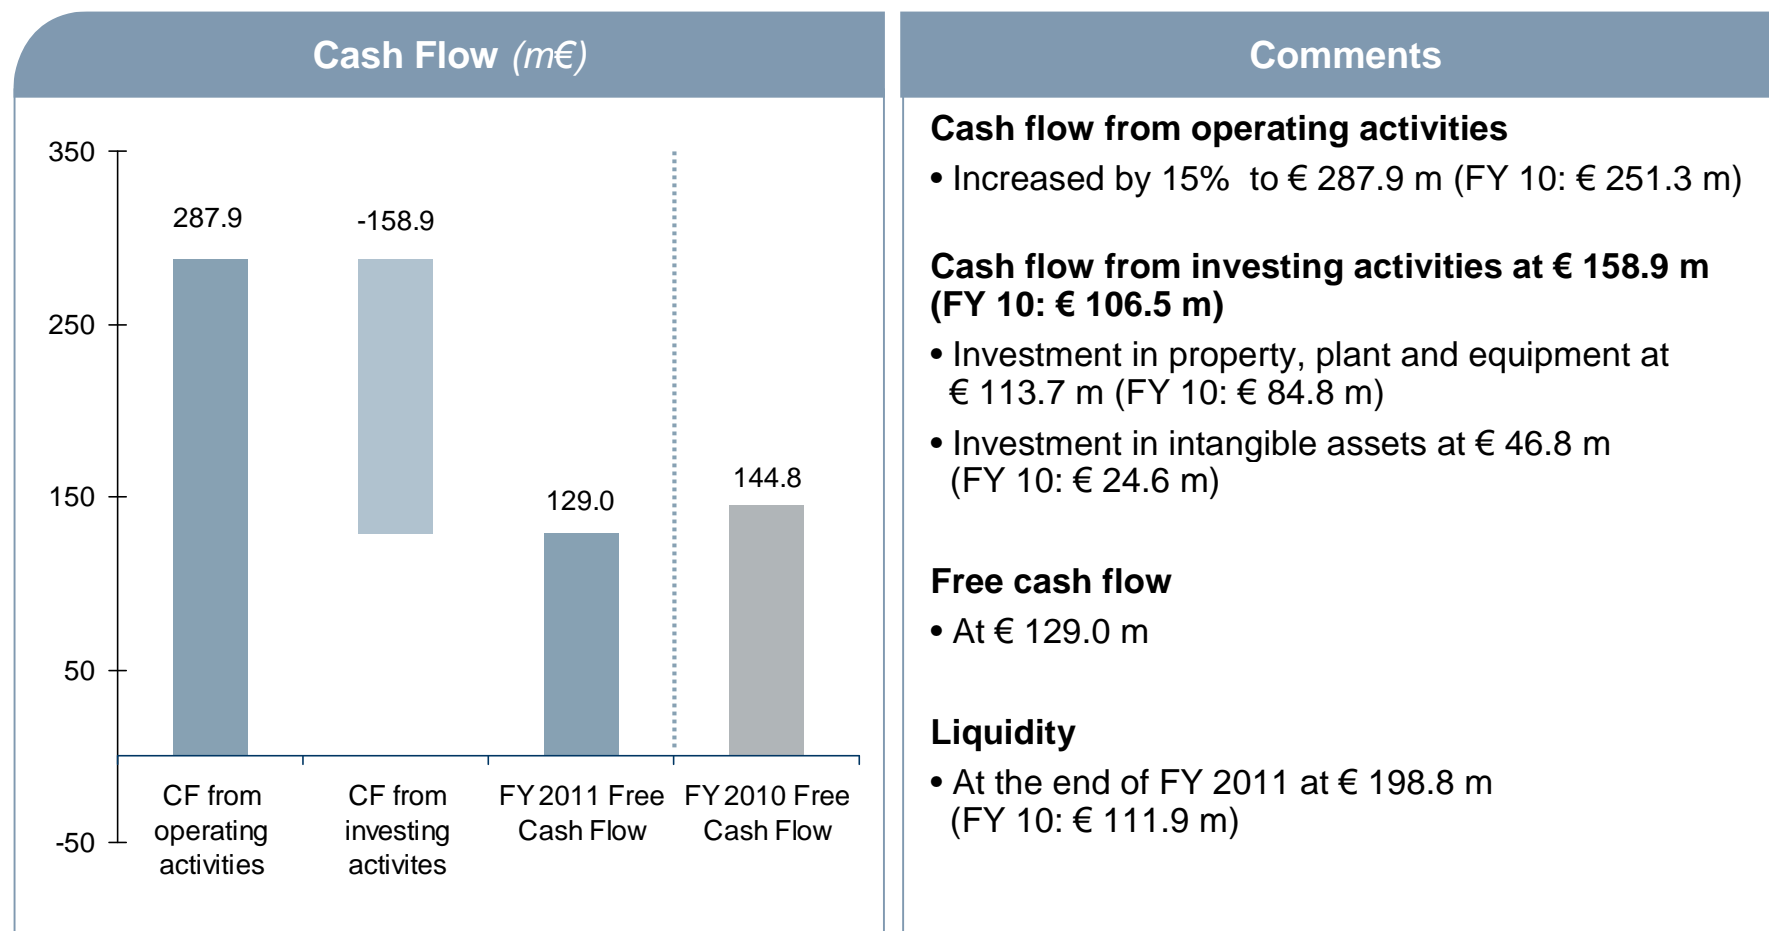 Cash Flow (m€)
350
250
150
50
-50
287.9
-158.9
129.0
144.8
CF from
operating
activities
CF from
investing
activites
FY 2011 Free
Cash Flow
FY 2010 Free
Cash Flow
Comments
Cash flow from operating activities
• Increased by 15%  to € 287.9 m (FY 10: € 251.3 m)
Cash flow from investing activities at € 158.9 m
(FY 10: € 106.5 m)
• Investment in property, plant and equipment at
€ 113.7 m (FY 10: € 84.8 m)
• Investment in intangible assets at € 46.8 m
(FY 10: € 24.6 m)
Free cash flow
• At € 129.0 m
Liquidity
• At the end of FY 2011 at € 198.8 m
(FY 10: € 111.9 m)